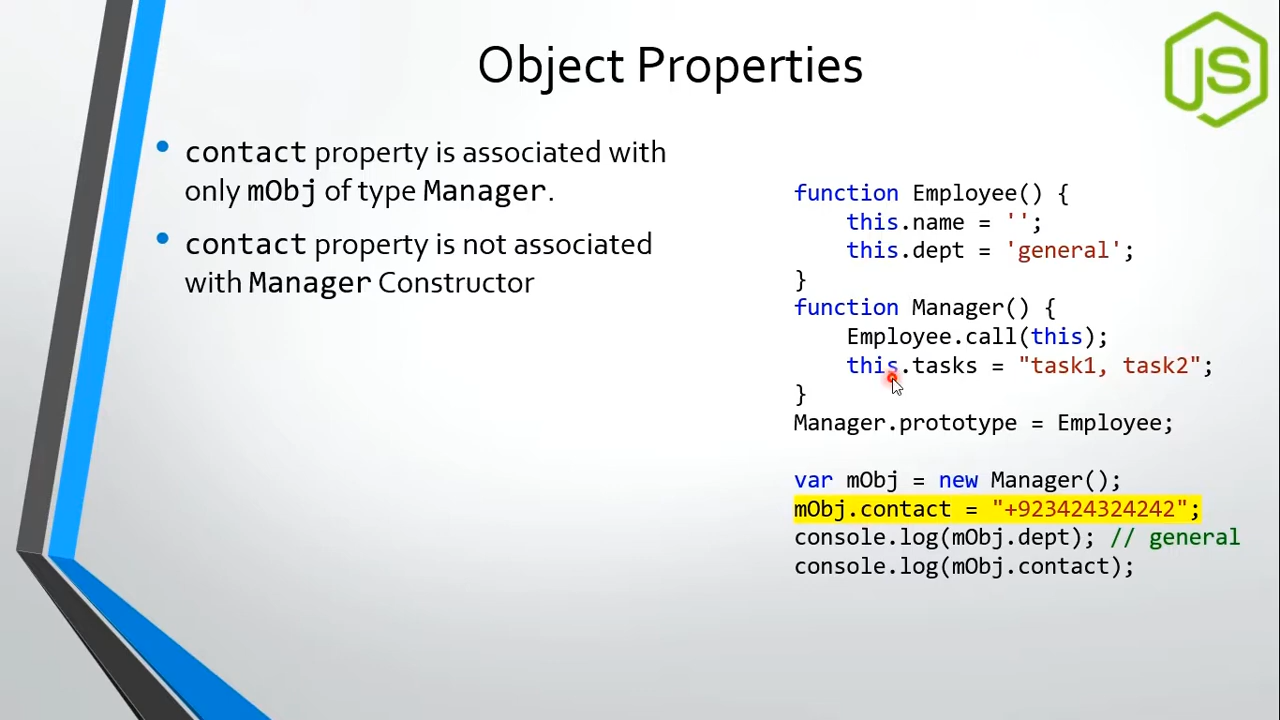 JS
Object Properties
• contact property is associated with
only mObj of type Manager.
• contact property is not associated
with Manager Constructor
function Employee() {
    this.name = '';
    this.dept = 'general';
}
function Manager() {
    Employee.call(this);
    this.tasks = "task1, task2";
}
Manager.prototype = Employee;
var mObj = new Manager();
mObj.contact = "+923424324242";
console.log(mObj.dept); // general
console.log(mObj.contact);